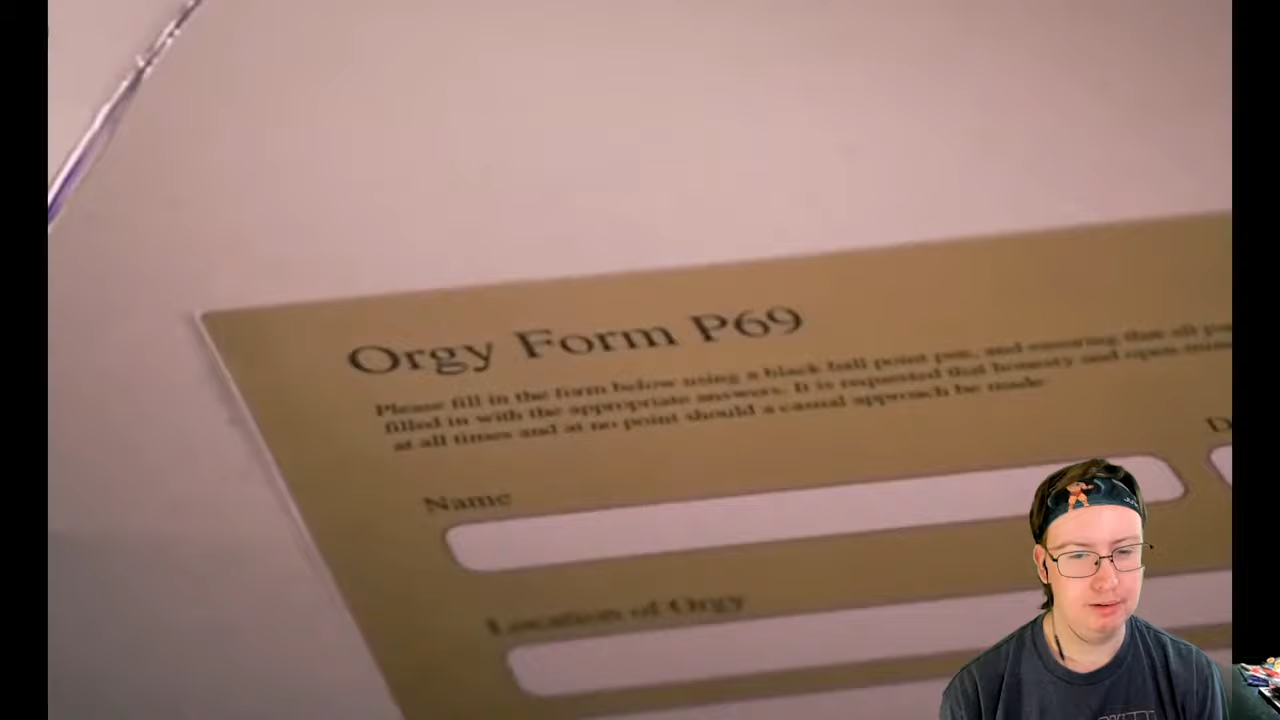 Orgy Form P69
Please fill in the form below using a black ball point pen, and ensuring that all
filled in with the appropriate answers. It is requested that honesty and open
at all times and at no point should a casual approach be made
Name
Location of Orgy